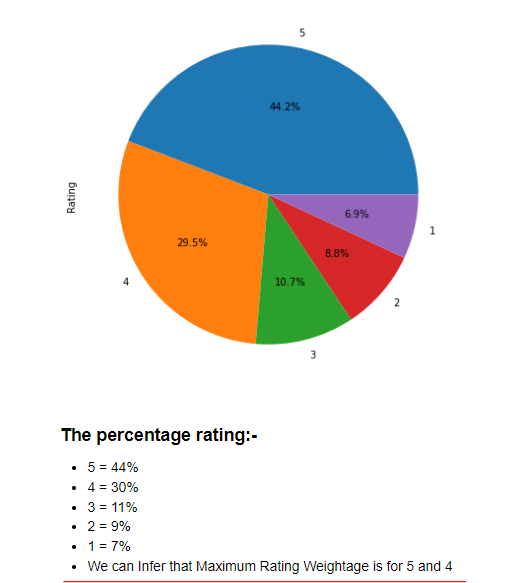 5
44.2%
Rating
6.9%
1
29.5%
8.8%
4
10.7%
2
3
The percentage rating:-
• 5 = 44%
• 4 = 30%
• 3 = 11%
• 2 = 9%
• 1 = 7%
• We can Infer that Maximum Rating Weightage is for 5 and 4